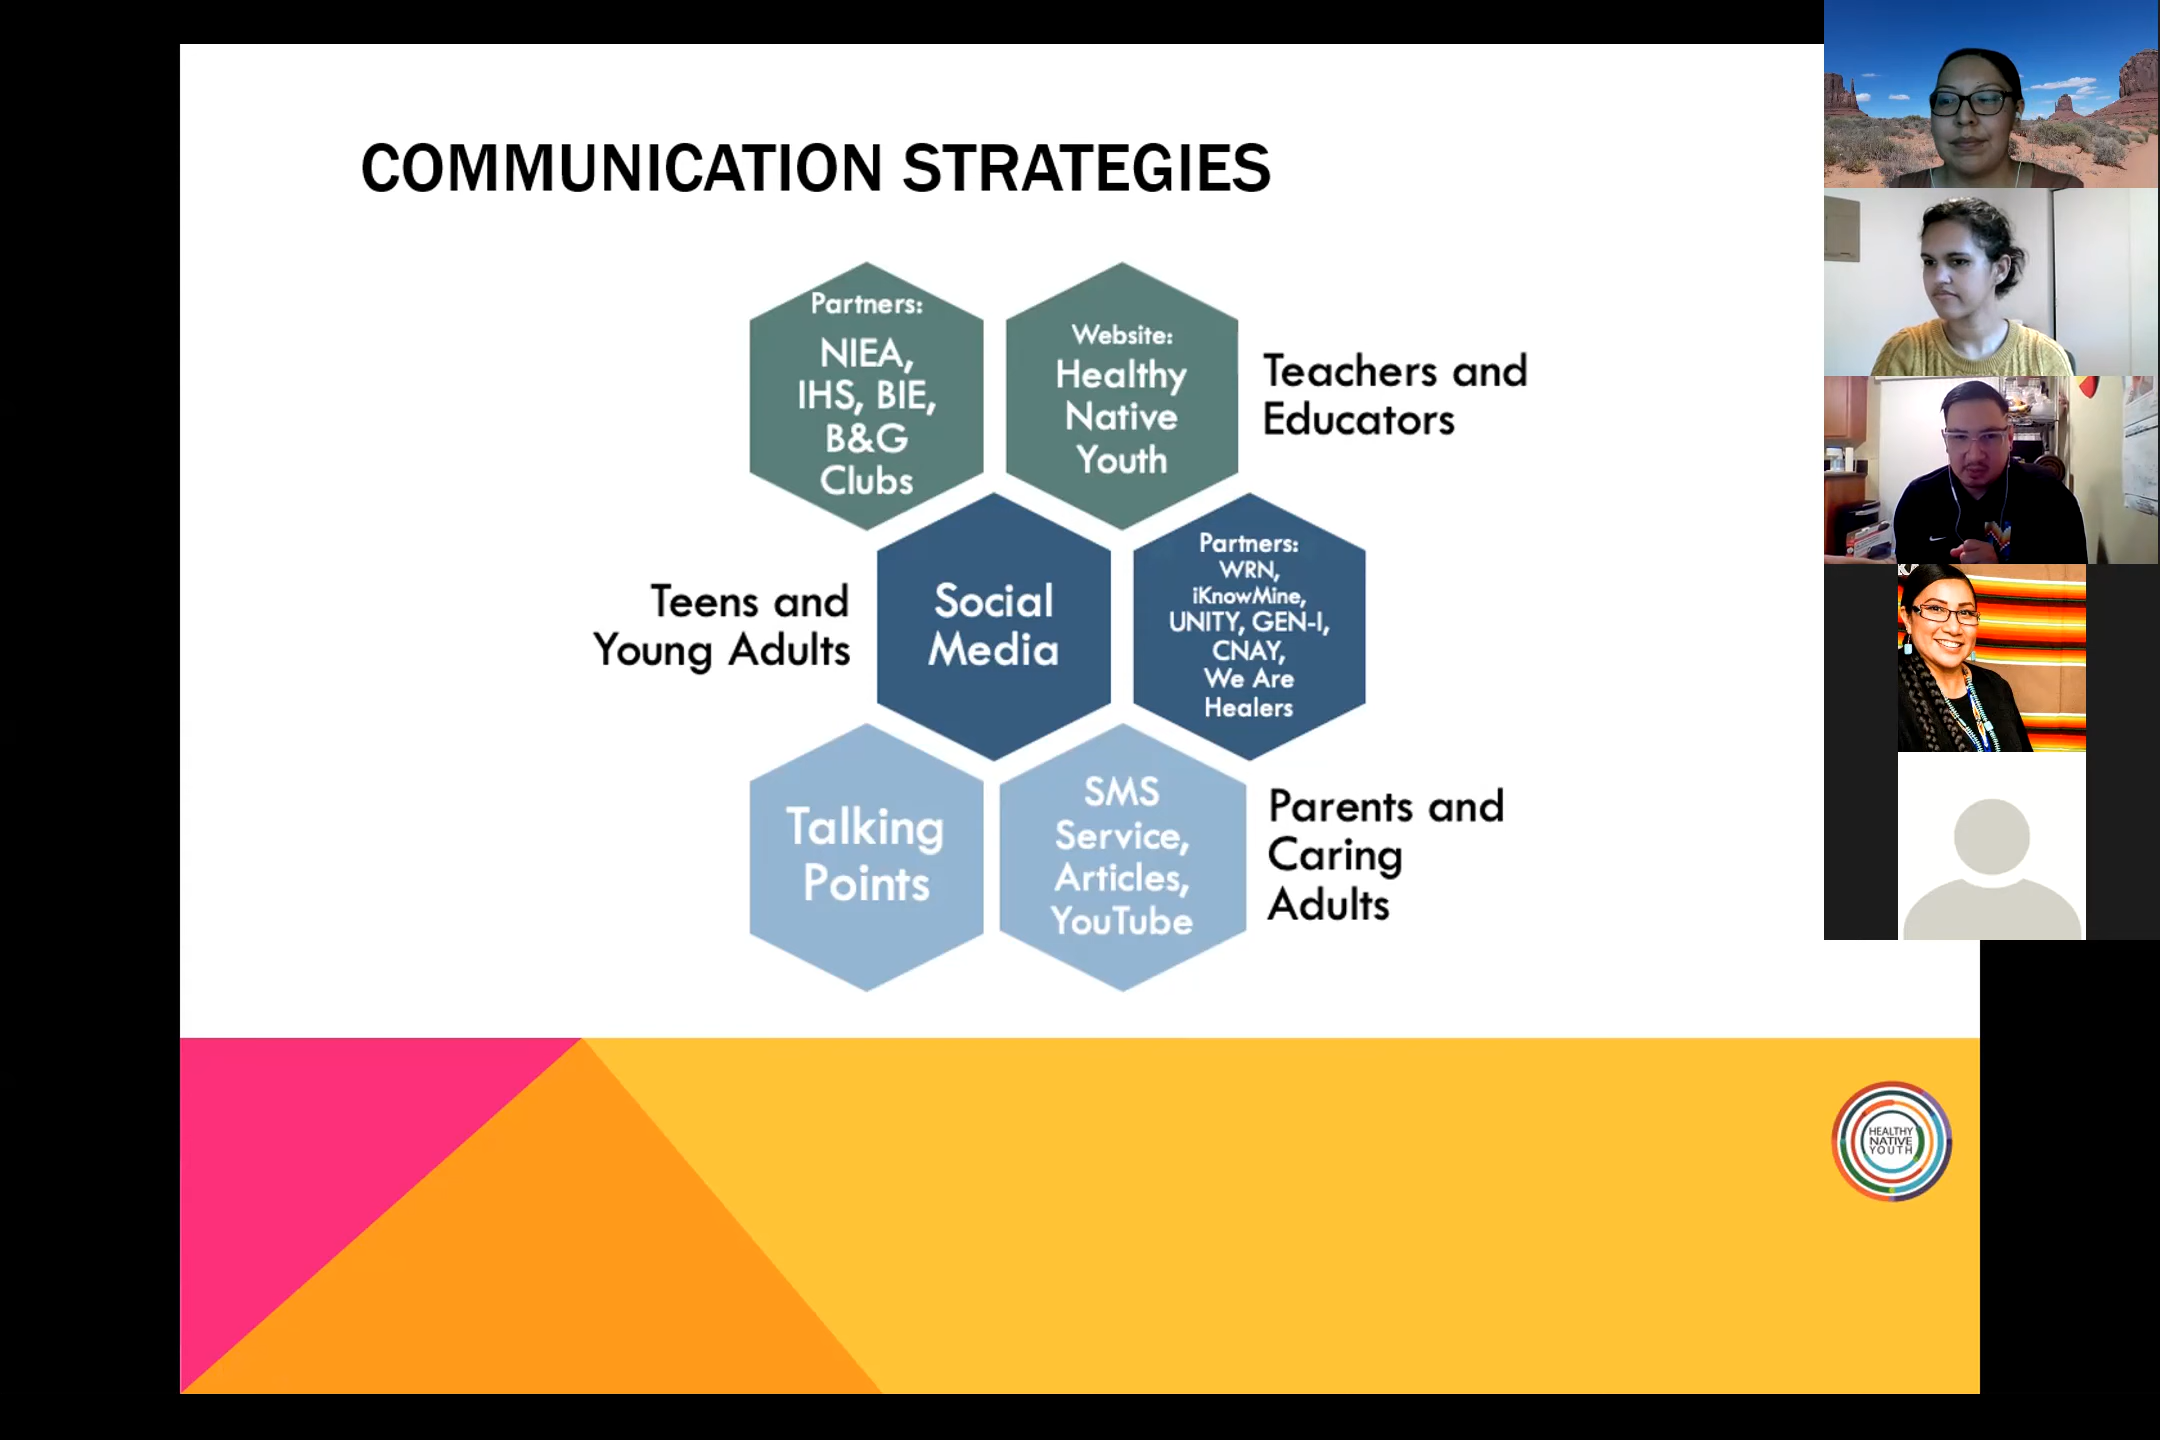 COMMUNICATION STRATEGIES
Partners:
NIEA,
IHS, BIE,
B&G
Clubs
Website:
Healthy
Native
Youth
Teachers and
Educators
Teens and
Young Adults
Social
Media
Partners:
WRN,
iKnowMine,
UNITY, GEN-I,
CNAY,
We Are
Healers
Talking
Points
SMS
Service,
Articles,
YouTube
Parents and
Caring
Adults
HEALTHY
NATIVE
YOUTH